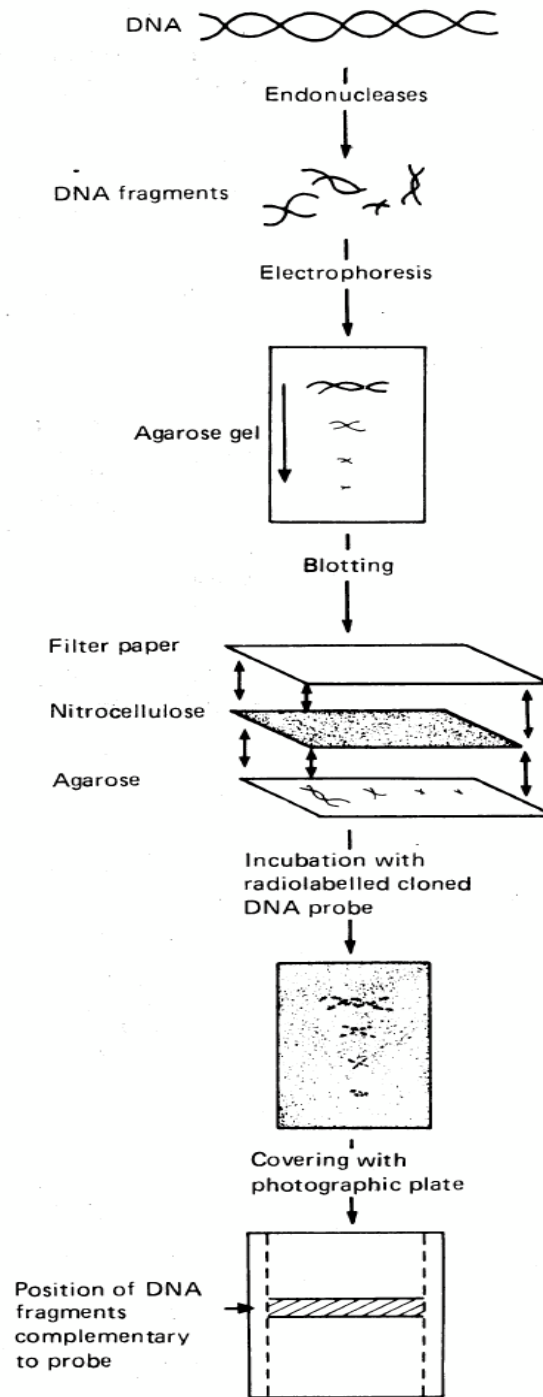 DNA
Endonucleases
DNA fragments
Electrophoresis
Agarose gel
Blotting
Filter paper
Nitrocellulose
Agarose
Incubation with
radiolabelled cloned
DNA probe
Covering with
photographic plate
Position of DNA
fragments
complementary
to probe